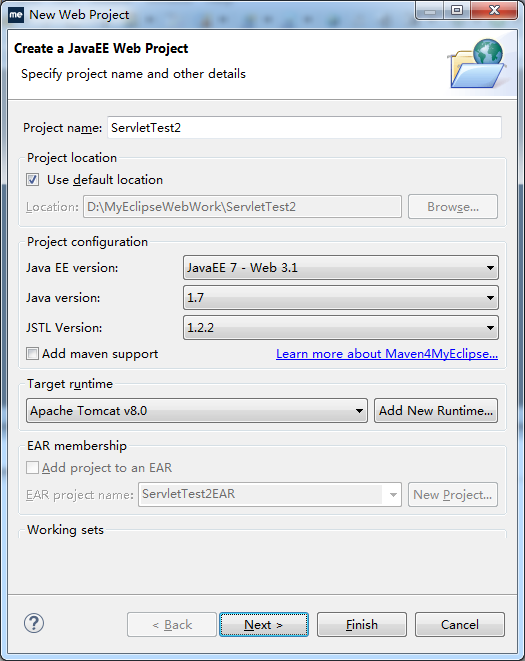 me New Web Project
Create a JavaEE Web Project
Specify project name and other details
Project name: ServletTest2
Project location
Use default location
Location: D:\MyEclipseWebWork\ServletTest2 Browse...
Project configuration
Java EE version: JavaEE 7 - Web 3.1
Java version: 1.7
JSTL Version: 1.2.2
Add maven support Learn more about Maven4MyEclipse...
Target runtime
Apache Tomcat v8.0 Add New Runtime...
EAR membership
Add project to an EAR
EAR project name: ServletTest2EAR New Project...
Working sets
? < Back Next > Finish Cancel